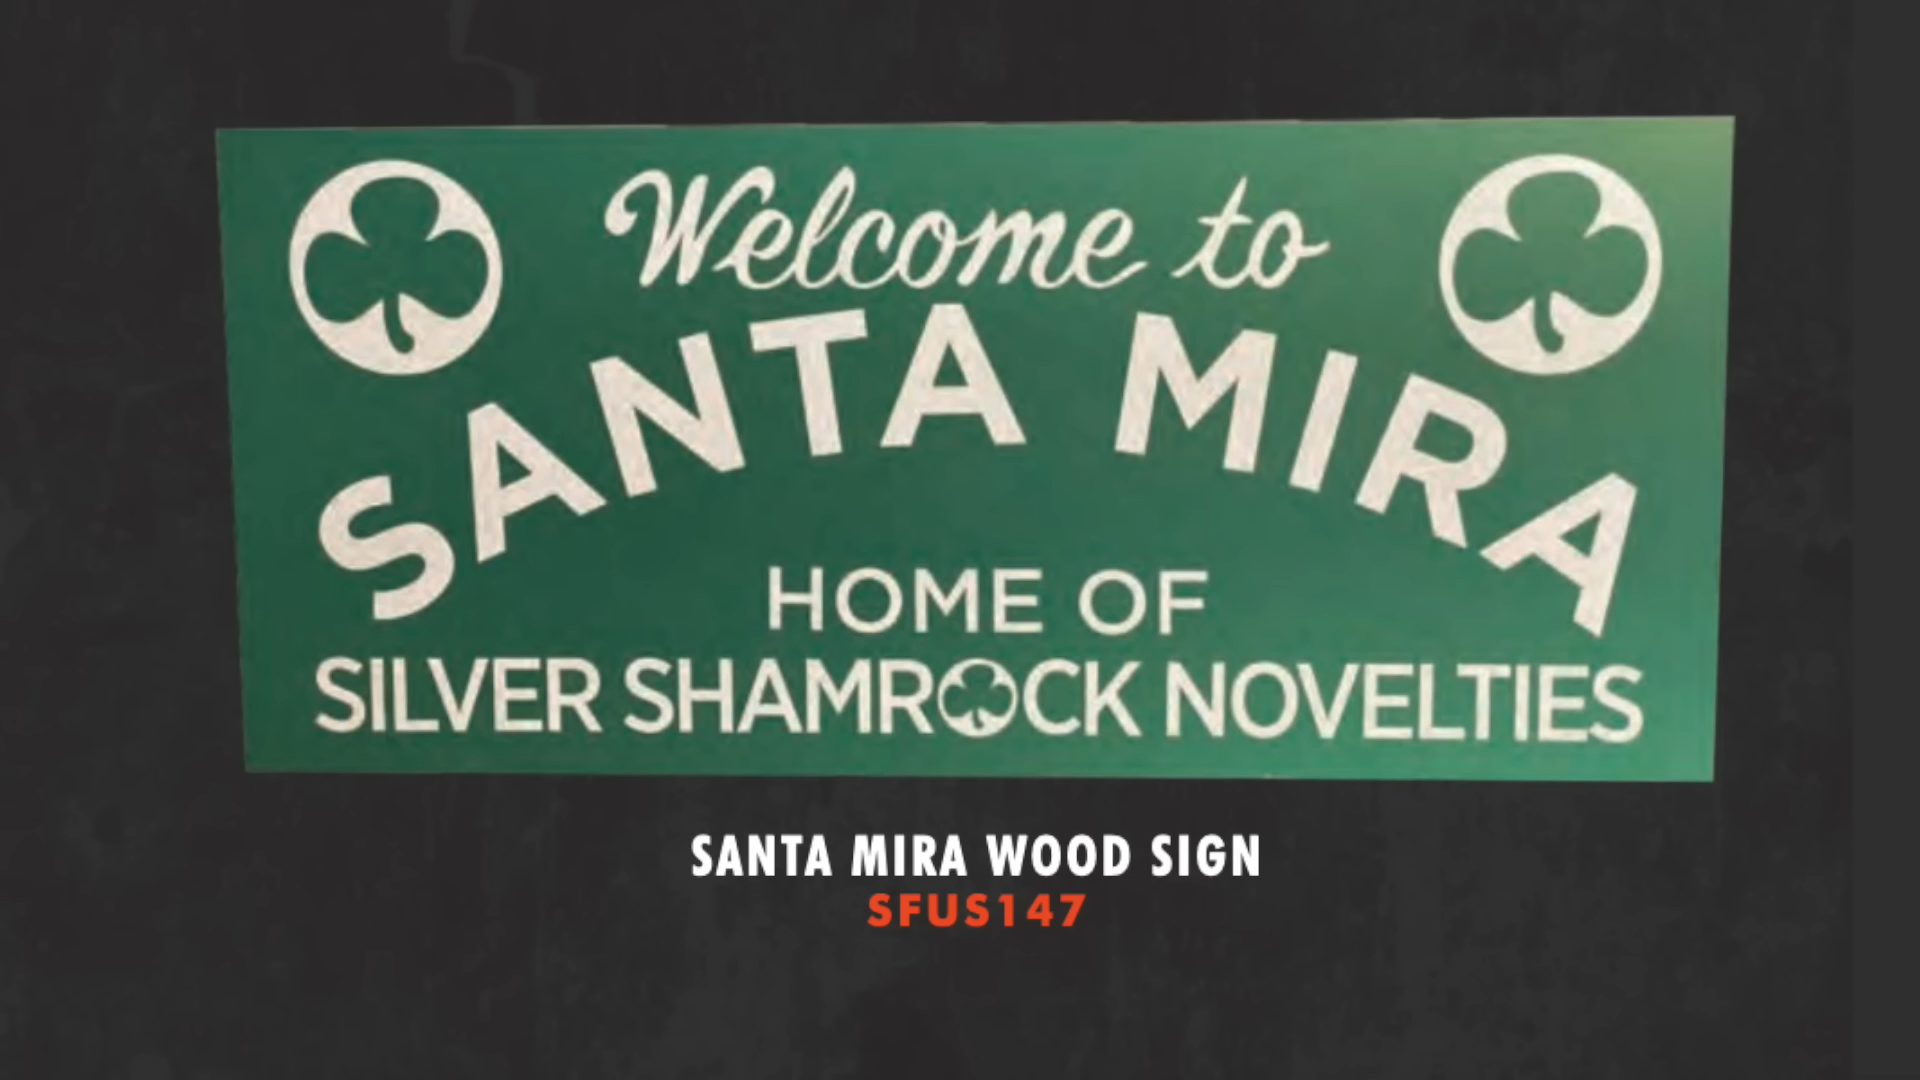 Welcome to
SANTA MIRA
HOME OF
SILVER SHAMROCK NOVELTIES
SANTA MIRA WOOD SIGN
SFUS147